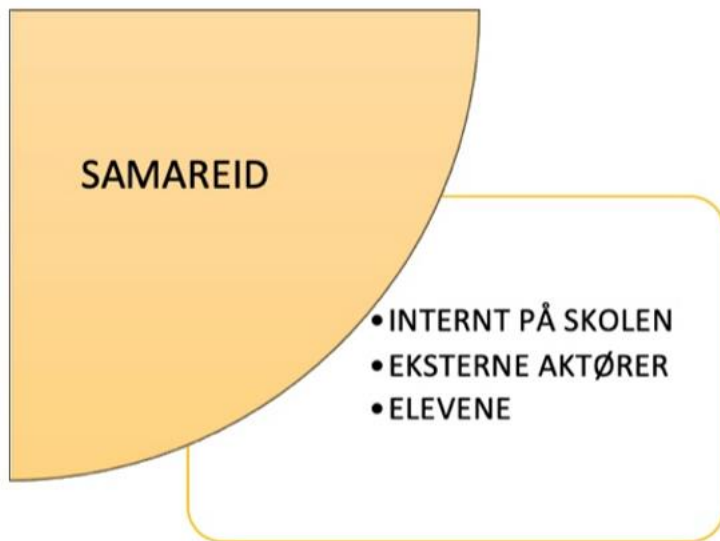 SAMAREID
•INTERNT PÅ SKOLEN
•EKSTERNE AKTØRER
•ELEVENE